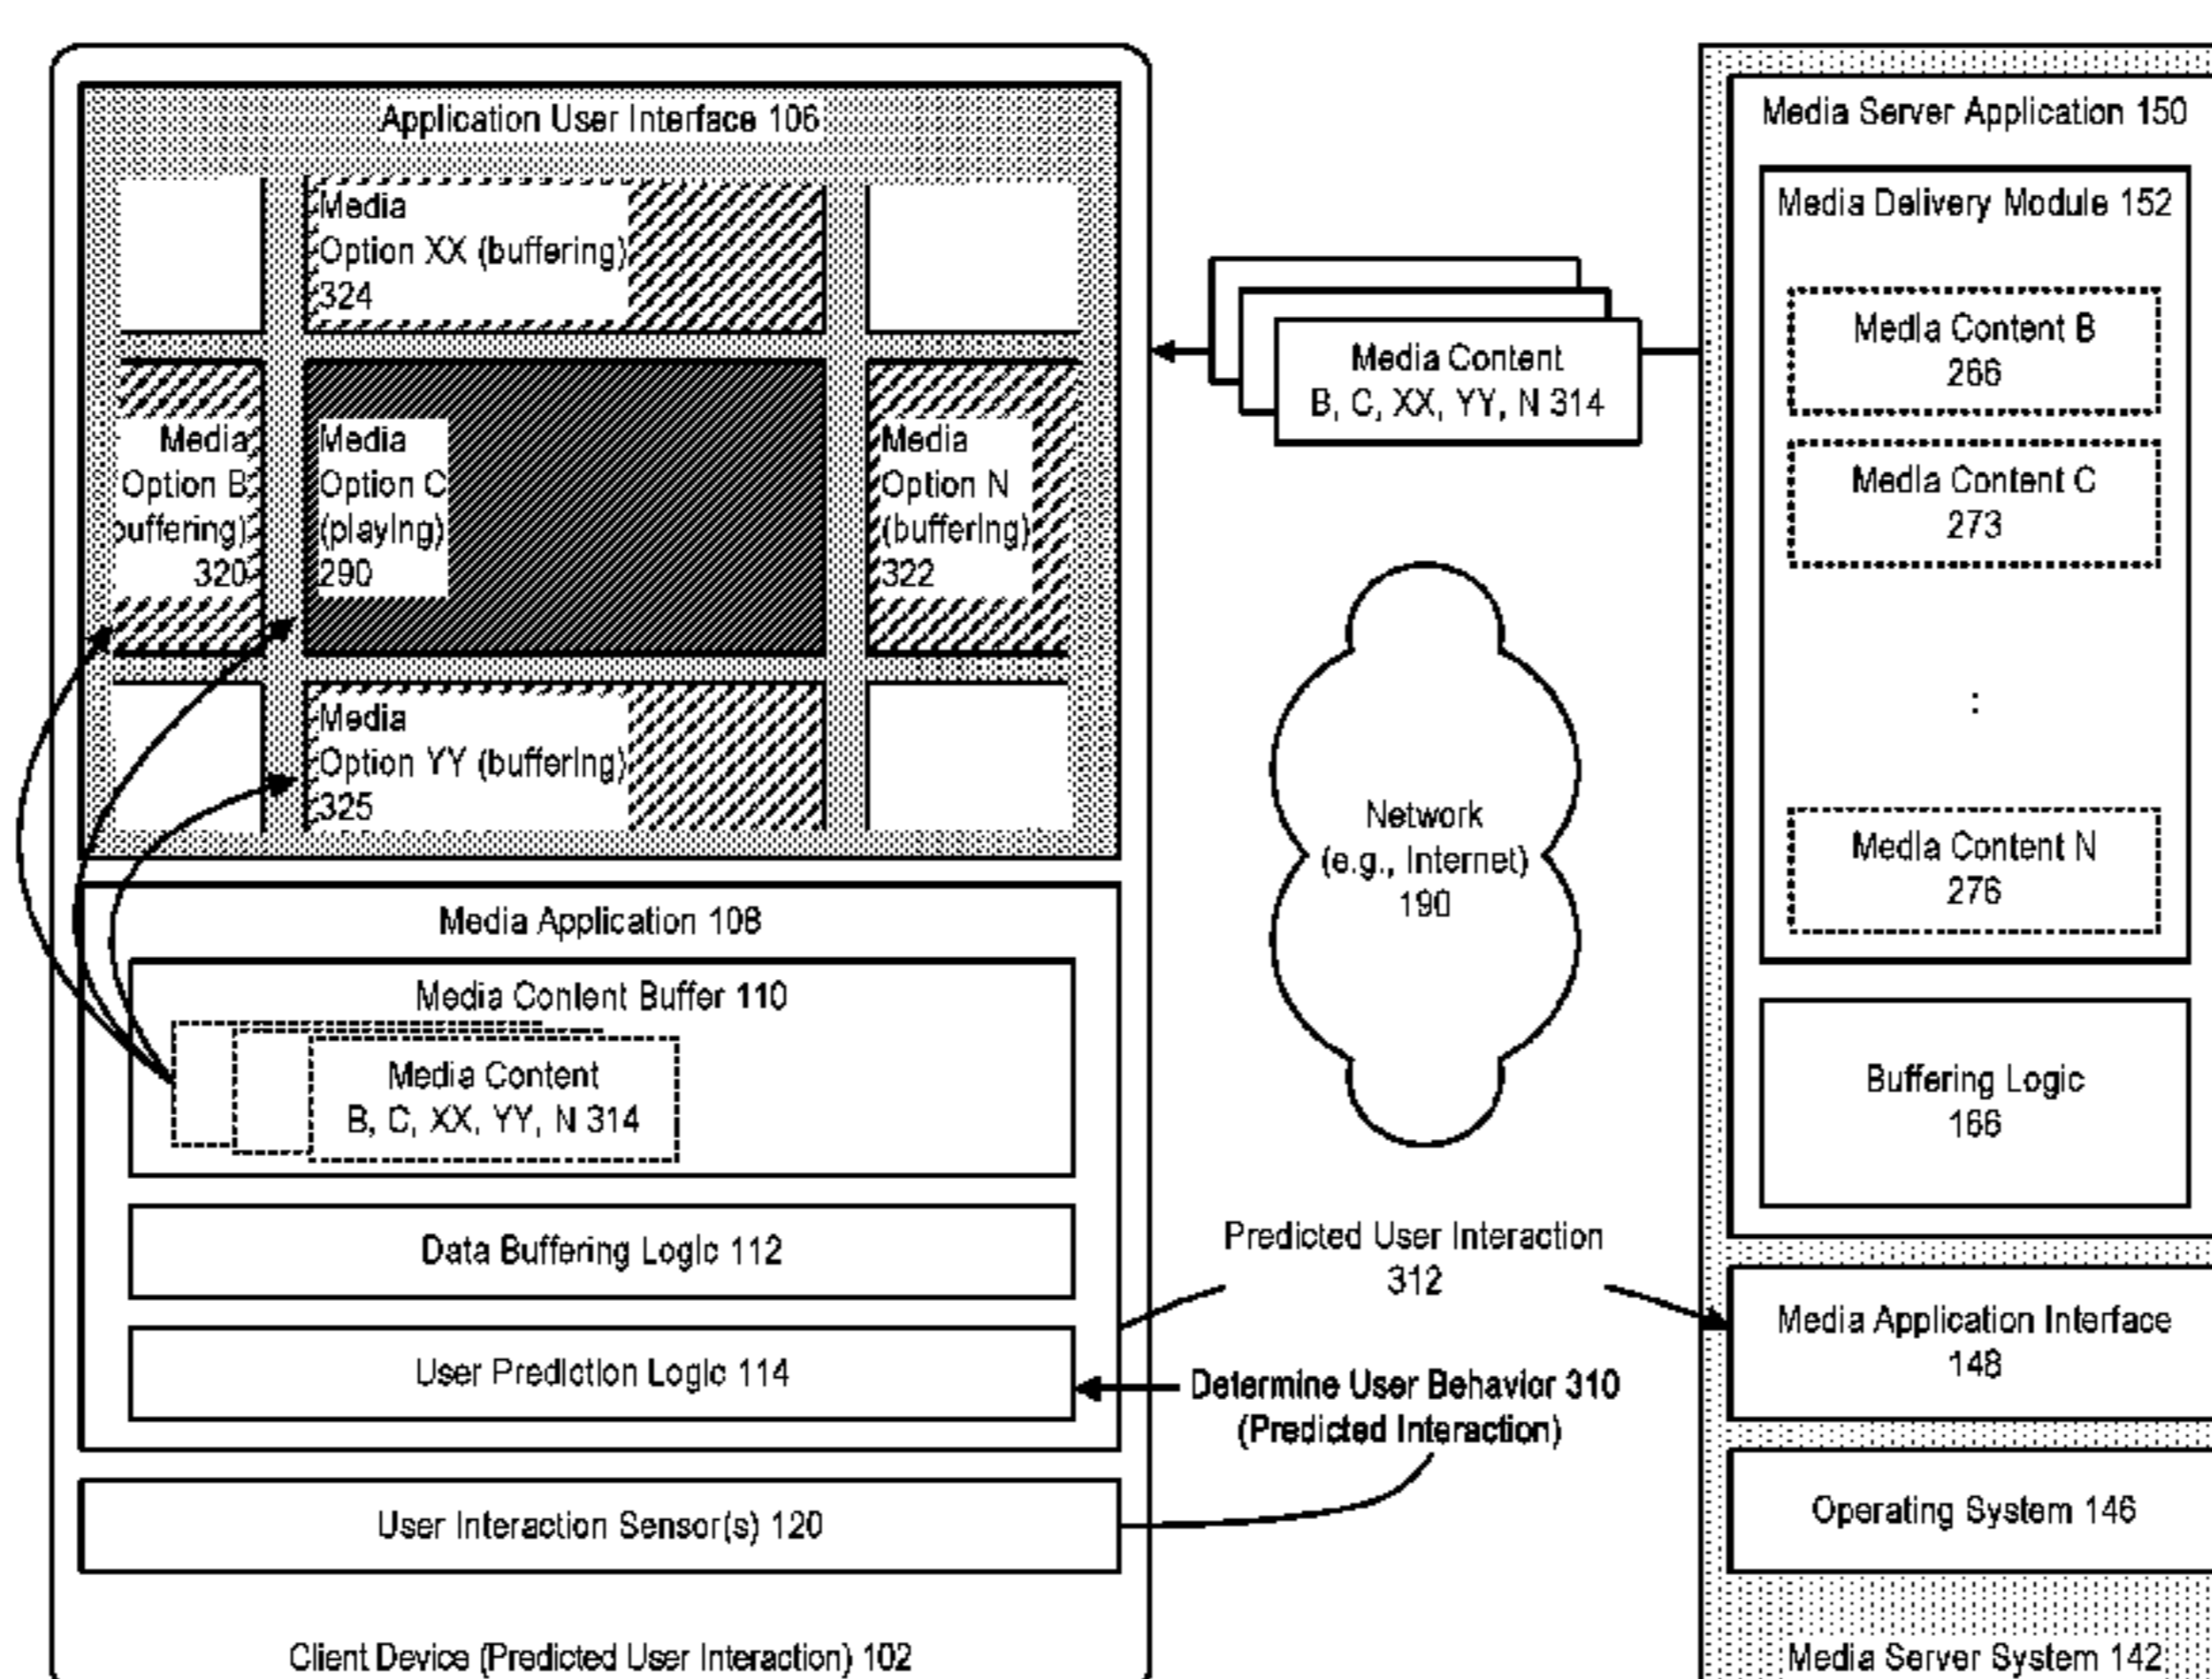 Application User Interface 106
Media
Option XX (buffering)
324
Media
Option B
buffering)
320
Media
Option C
(playing)
290
Media
Option N
(buffering)
322
Media
Option YY (buffering)
325
Media Application 108
Media Content Buffer 110
Media Content
B, C, XX, YY, N 314
Data Buffering Logic 112
User Prediction Logic 114
User Interaction Sensor(s) 120
Client Device (Predicted User Interaction) 102
Media Content
B, C, XX, YY, N 314
Network
(e.g., Internet)
190
Predicted User Interaction
312
Determine User Behavior 310
(Predicted Interaction)
Media Server Application 150
Media Delivery Module 152
Media Content B
266
Media Content C
273
:
Media Content N
276
Buffering Logic
166
Media Application Interface
148
Operating System 146
Media Server System 142